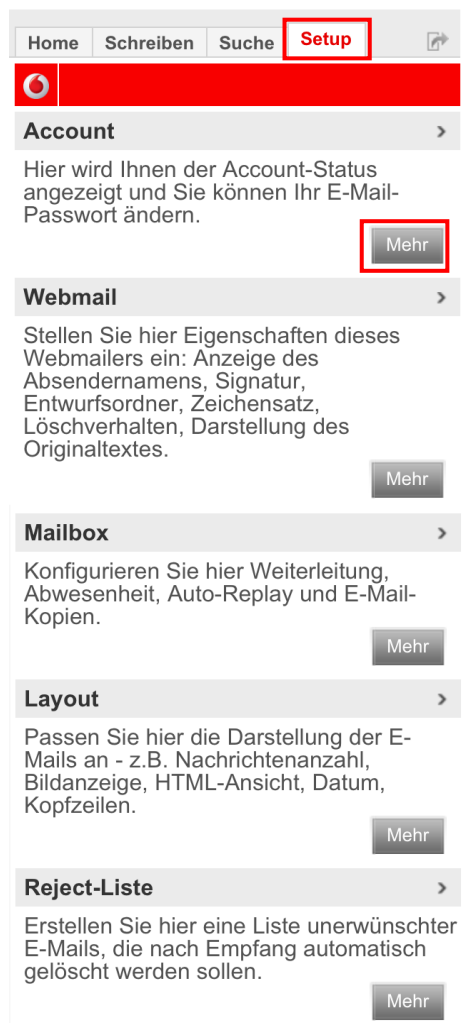 Home Schreiben Suche Setup
Account
Hier wird Ihnen der Account-Status
angezeigt und Sie können Ihr E-Mail-
Passwort ändern.
Mehr
Webmail
Stellen Sie hier Eigenschaften dieses
Webmailers ein: Anzeige des
Absendernamens, Signatur,
Entwurfsordner, Zeichensatz,
Löschverhalten, Darstellung des
Originaltextes.
Mehr
Mailbox
Konfigurieren Sie hier Weiterleitung,
Abwesenheit, Auto-Replay und E-Mail-
Kopien.
Mehr
Layout
Passen Sie hier die Darstellung der E-
Mails an - z.B. Nachrichtenanzahl,
Bildanzeige, HTML-Ansicht, Datum,
Kopfzeilen.
Mehr
Reject-Liste
Erstellen Sie hier eine Liste unerwünschter
E-Mails, die nach Empfang automatisch
gelöscht werden sollen.
Mehr